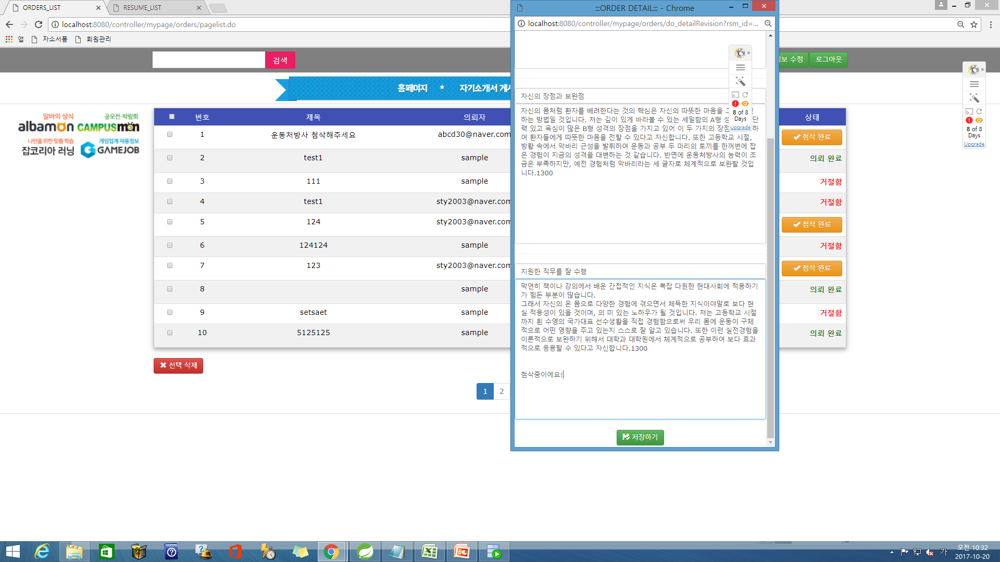 ORDERS_LIST
RESUME_LIST
localhost:8080/controller/mypage/orders/pagelist.do
앱
자소서폼
회원관리
검색
보 수정
로그아웃
홈페이지 ★ 자기소개서 게시
알바의 상식
albamon
공모전·박람회
CAMPUSmon
나만을 위한 맞춤 학습
잡코리아 러닝
게임업계 채용정보
GAMEJOB
번호 제목 의뢰자 상태
1 운동처방사 첨삭해주세요 abcd30@naver.com 첨삭 완료
2 test1 sample 의뢰 완료
3 111 sample 거절함
4 test1 sty2003@naver.com 거절함
5 124 sty2003@naver.com 첨삭 완료
6 124124 sample 거절함
7 123 sty2003@naver.com 첨삭 완료
8 sample 의뢰 완료
9 setsaet sample 거절함
10 5125125 sample 의뢰 완료
선택 삭제
1 2
:::ORDER DETAIL::: - Chrome
localhost:8080/controller/mypage/orders/do_detailRevision?rsm_id=...
자신의 장점과 보완점
자신의 몸처럼 환자를 배려한다는 것의 핵심은 자신의 따뜻한 마음을
하는 방법일 것입니다. 저는 깊이 있게 바라볼 수 있는 세밀함의 A형 단
력 있고 욕심이 많은 B형 성격의 장점을 가지고 있어 이 두 가지의 장점 하
여 환자들에게 따뜻한 마음을 전할 수 있다고 자신합니다. 또한 고등학교 시절,
방황 속에서 악바리 근성을 발휘하여 운동과 공부 두 마리의 토끼를 한꺼번에 잡
은 경험이 지금의 성격을 대변하는 것 같습니다. 반면에 운동처방사의 능력이 조
금은 부족하지만, 예전 경험처럼 악바리라는 세 글자로 체계적으로 보완할 것입
니다.1300
지원한 직무를 잘 수행
막연히 책이나 강의에서 배운 간접적인 지식은 복잡 다원한 현대사회에 적응하기
가 힘든 부분이 많습니다.
그래서 자신의 온 몸으로 다양한 경험에 겪으면서 체득한 지식이야말로 보다 현
실 적용성이 있을 것이며, 의 미 있는 노하우가 될 것입니다. 저는 고등학교 시절
까지 휜 수영의 국가대표 선수생활을 직접 경험함으로써 우리 몸에 운동이 구체
적으로 어떤 영향을 주고 있는지 스스로 잘 알고 있습니다. 또한 이런 실전경험을
이론적으로 보완하기 위해서 대학과 대학원에서 체계적으로 공부하여 보다 효과
적으로 응용할 수 있다고 자신합니다.1300
첨삭중이에요!
저장하기
8 of 8
Days
Upgrade
8 of 8
Days
Upgrade
가
오전 10:32
2017-10-20